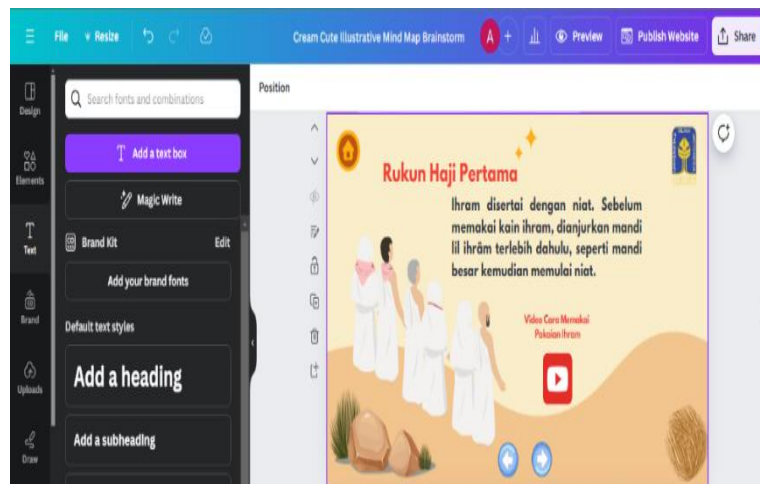 File
Resize
Cream Cute Illustrative Mind Map Brainstorm
A
+
Preview
Publish Website
Share
Design
Elements
Text
Brand
Uploads
Draw
Search fonts and combinations
T Add a text box
Magic Write
Brand Kit
Edit
Add your brand fonts
Default text styles
Add a heading
Add a subheading
Position
Rukun Haji Pertama
Ihram disertai dengan niat. Sebelum
memakai kain ihram, dianjurkan mandi
lil ihrām terlebih dahulu, seperti mandi
besar kemudian memulai niat.
Video Cara Memakai
Pakaian Ihram